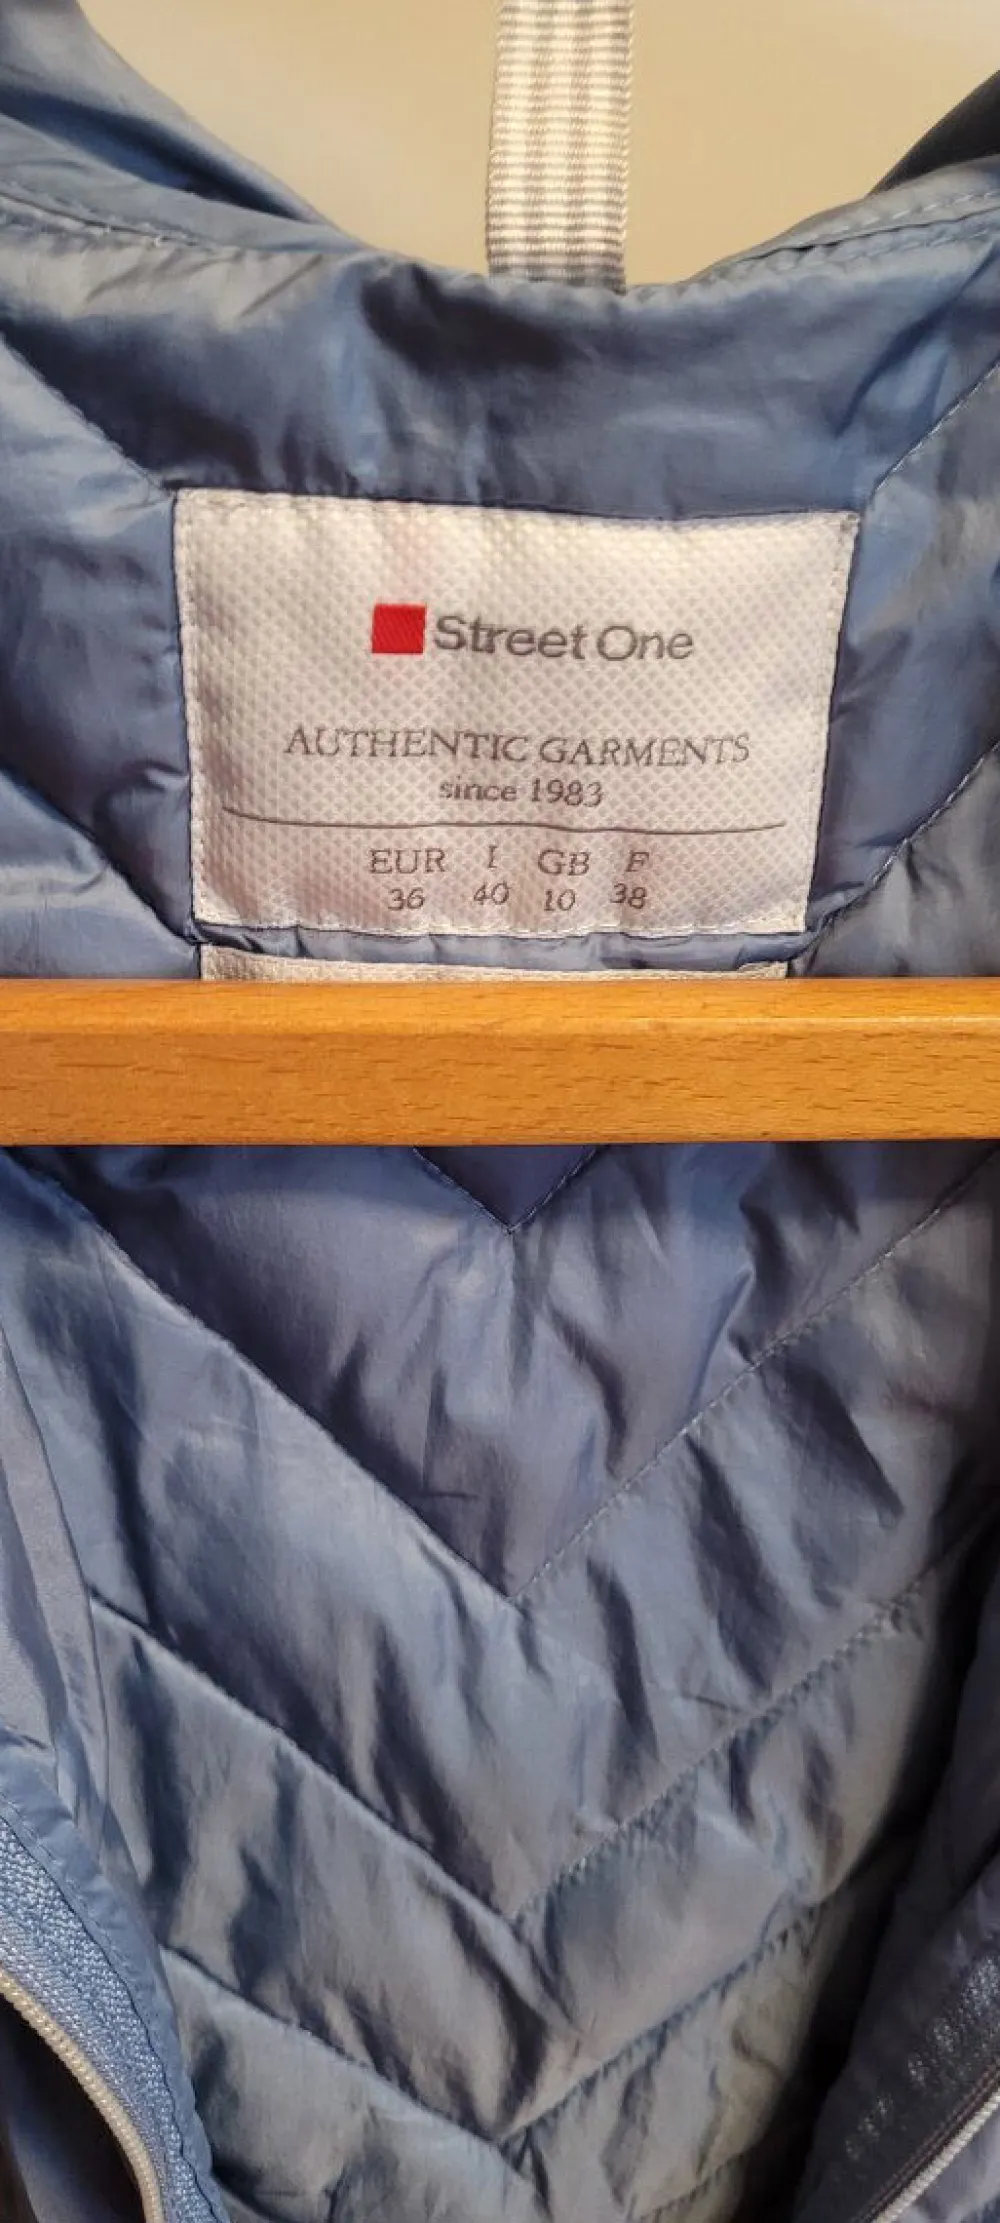 Street One
AUTHENTIC GARMENTS
since 1983
EUR I GB F
36 40 10 38